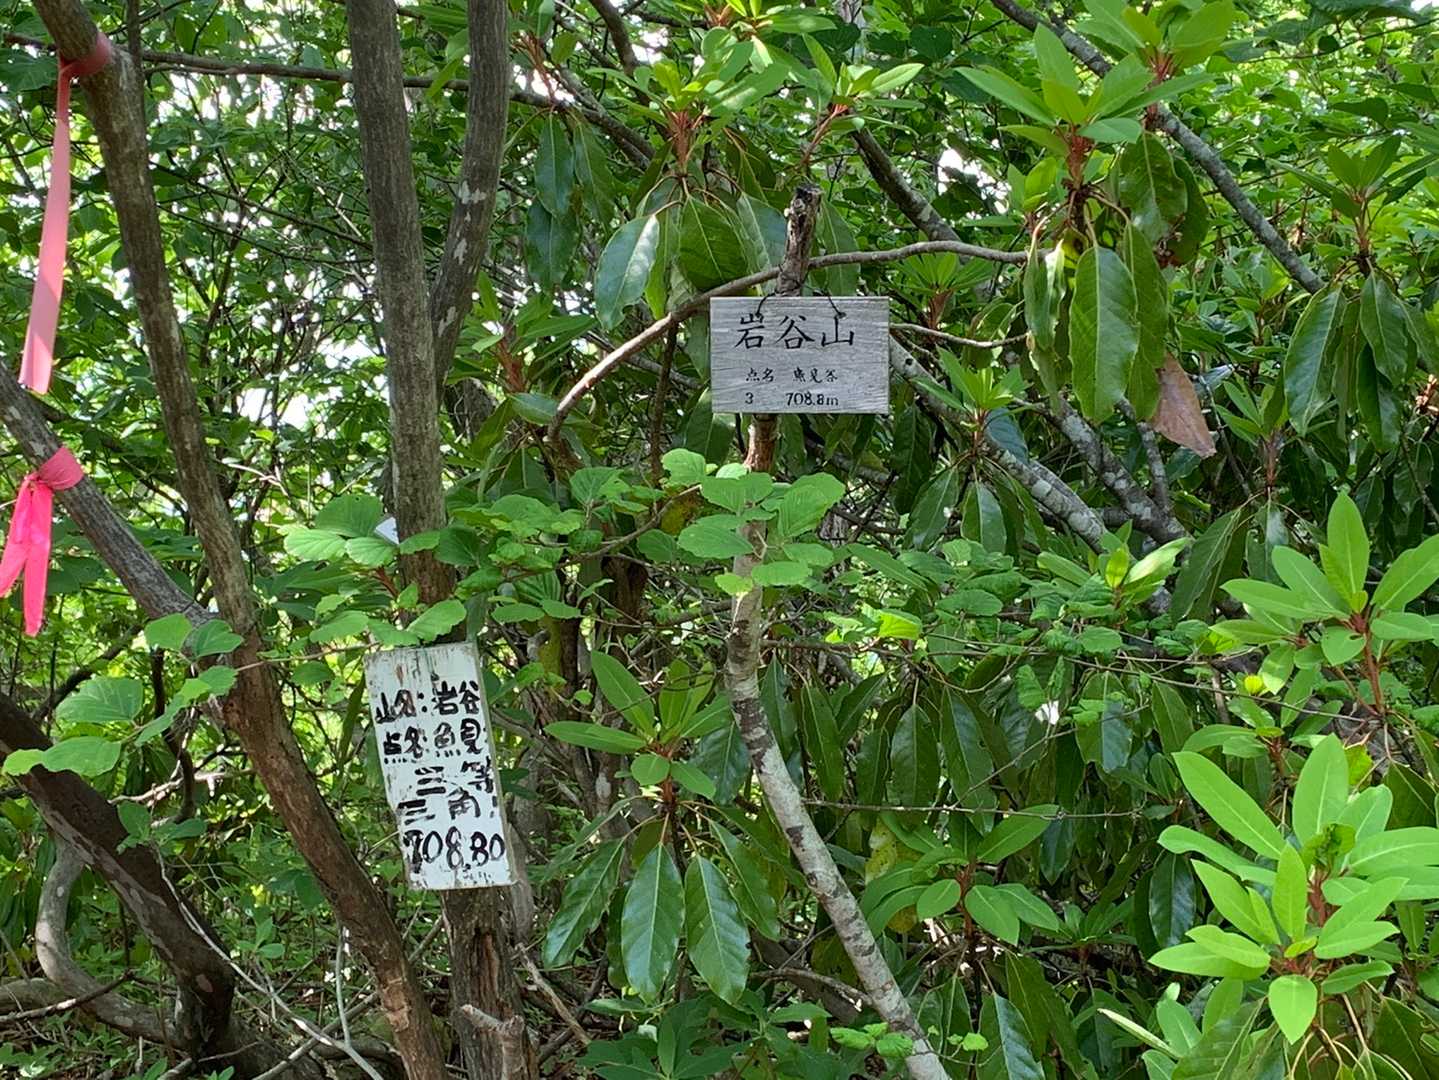 岩谷山
点名 魚見谷
3 708.8m
山名:岩谷
点名:魚見
三等
三角
708.80